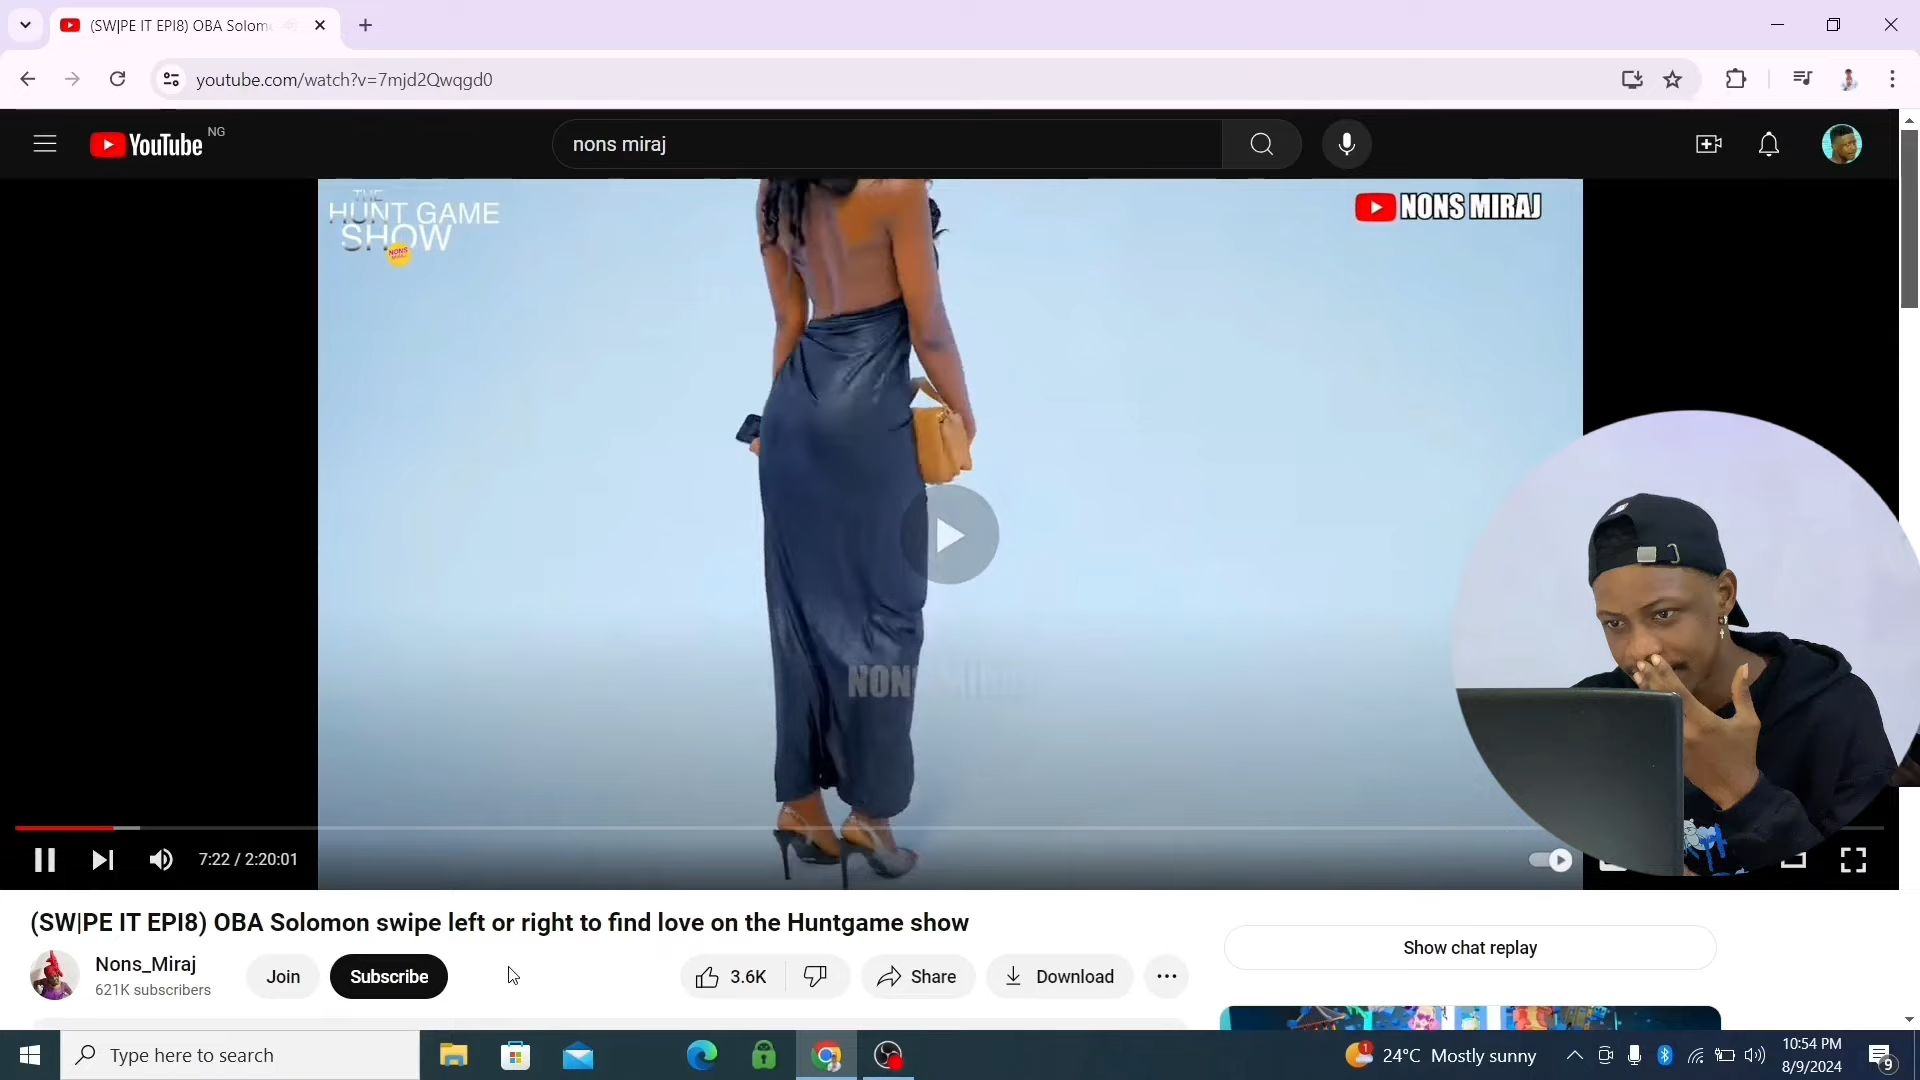 (SW|PE IT EPI8) OBA Solom
youtube.com/watch?v=7mjd2Qwqgd0
YouTube NG
nons miraj
THE
HUNT GAME
SHOW
NONS MIRAJ
7:22 / 2:20:01
(SW|PE IT EPI8) OBA Solomon swipe left or right to find love on the Huntgame show
Nons_Miraj
621K subscribers
Join
Subscribe
3.6K
Share
Download
Show chat replay
Type here to search
1
24°C Mostly sunny
10:54 PM
8/9/2024
9